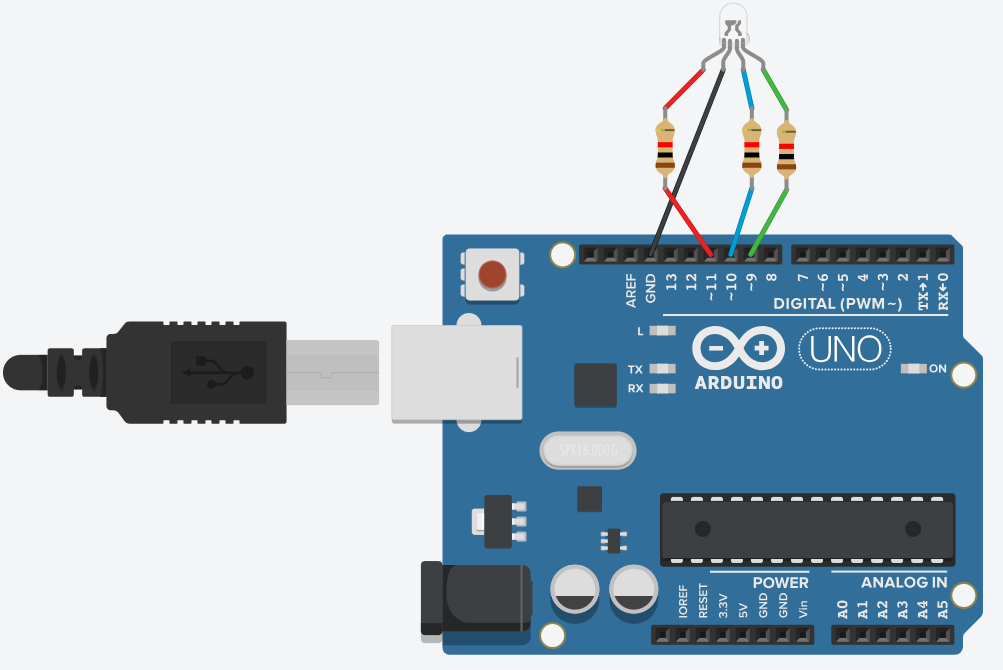 AREF
GND
13
12
~11
~10
~9
8
7
~6
~5
4
~3
2
TX→1
RX←0
DIGITAL (PWM~)
L
TX
RX
UNO
ARDUINO
ON
SPK16.000G
POWER
ANALOG IN
IOREF
RESET
3.3V
5V
GND
GND
Vin
A0
A1
A2
A3
A4
A5